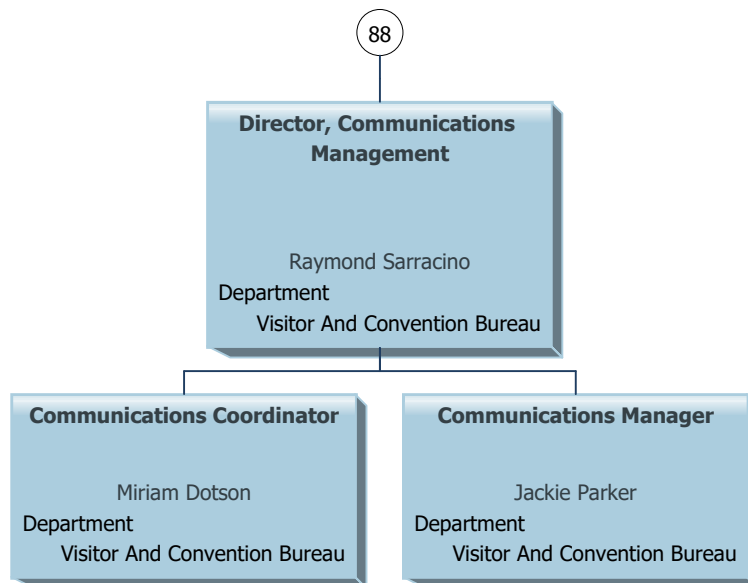 88
Director, Communications
Management
Raymond Sarracino
Department
Visitor And Convention Bureau
Communications Coordinator
Miriam Dotson
Department
Visitor And Convention Bureau
Communications Manager
Jackie Parker
Department
Visitor And Convention Bureau